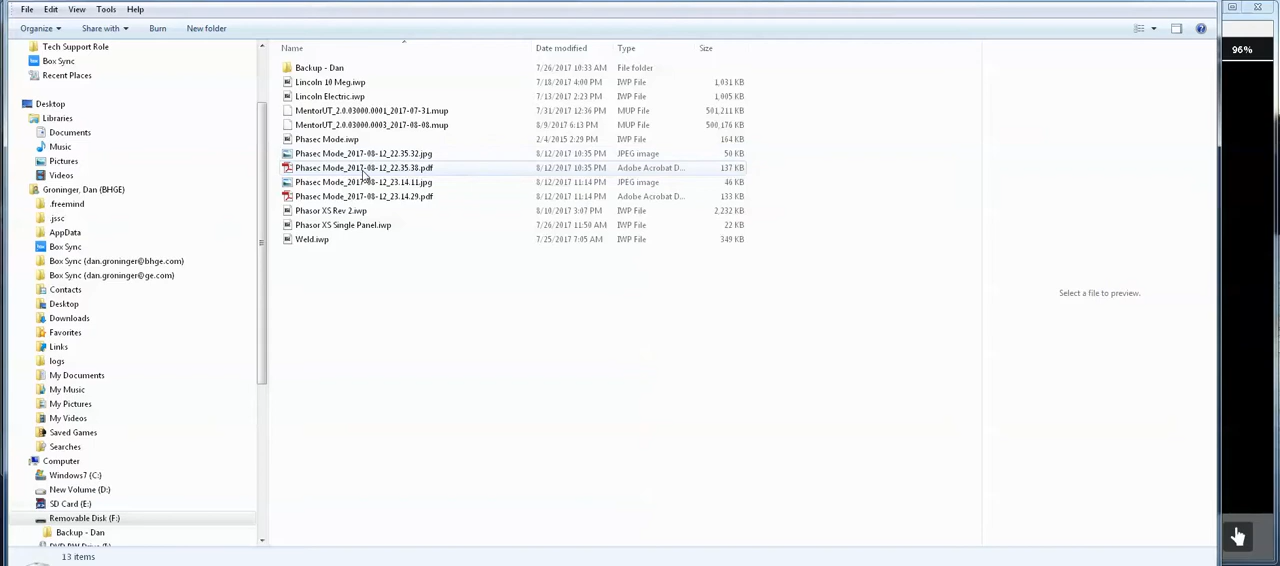 File Edit View Tools Help
96%
Organize Share with Burn New folder
Name Date modified Type Size
Tech Support Role
Box Sync
Recent Places
Desktop
Libraries
Documents
Music
Pictures
Videos
Groninger, Dan (BHGE)
.freemind
.jssc
AppData
Box Sync
Box Sync (dan.groninger@bhge.com)
Box Sync (dan.groninger@ge.com)
Contacts
Desktop
Downloads
Favorites
Links
logs
My Documents
My Music
My Pictures
My Videos
Saved Games
Searches
Computer
Windows7 (C:)
New Volume (D:)
SD Card (E:)
Removable Disk (F:)
Backup - Dan
Backup - Dan 7/26/2017 10:33 AM File folder
Lincoln 10 Meg.iwp 7/18/2017 4:00 PM IWP File 1,031 KB
Lincoln Electric.iwp 7/13/2017 2:23 PM IWP File 1,005 KB
MentorUT_2.0.03000.0001_2017-07-31.mup 7/31/2017 12:36 PM MUP File 501,211 KB
MentorUT_2.0.03000.0003_2017-08-08.mup 8/9/2017 6:13 PM MUP File 500,176 KB
Phasec Mode.iwp 2/4/2015 2:29 PM IWP File 164 KB
Phasec Mode_2017-08-12_22.35.32.jpg 8/12/2017 10:35 PM JPEG image 50 KB
Phasec Mode_2017-08-12_22.35.38.pdf 8/12/2017 10:35 PM Adobe Acrobat D... 137 KB
Phasec Mode_2017-08-12_23.14.11.jpg 8/12/2017 11:14 PM JPEG image 46 KB
Phasec Mode_2017-08-12_23.14.29.pdf 8/12/2017 11:14 PM Adobe Acrobat D... 133 KB
Phasor XS Rev 2.iwp 8/10/2017 3:07 PM IWP File 2,232 KB
Phasor XS Single Panel.iwp 7/26/2017 11:50 AM IWP File 22 KB
Weld.iwp 7/25/2017 7:05 AM IWP File 349 KB
Select a file to preview.
13 items